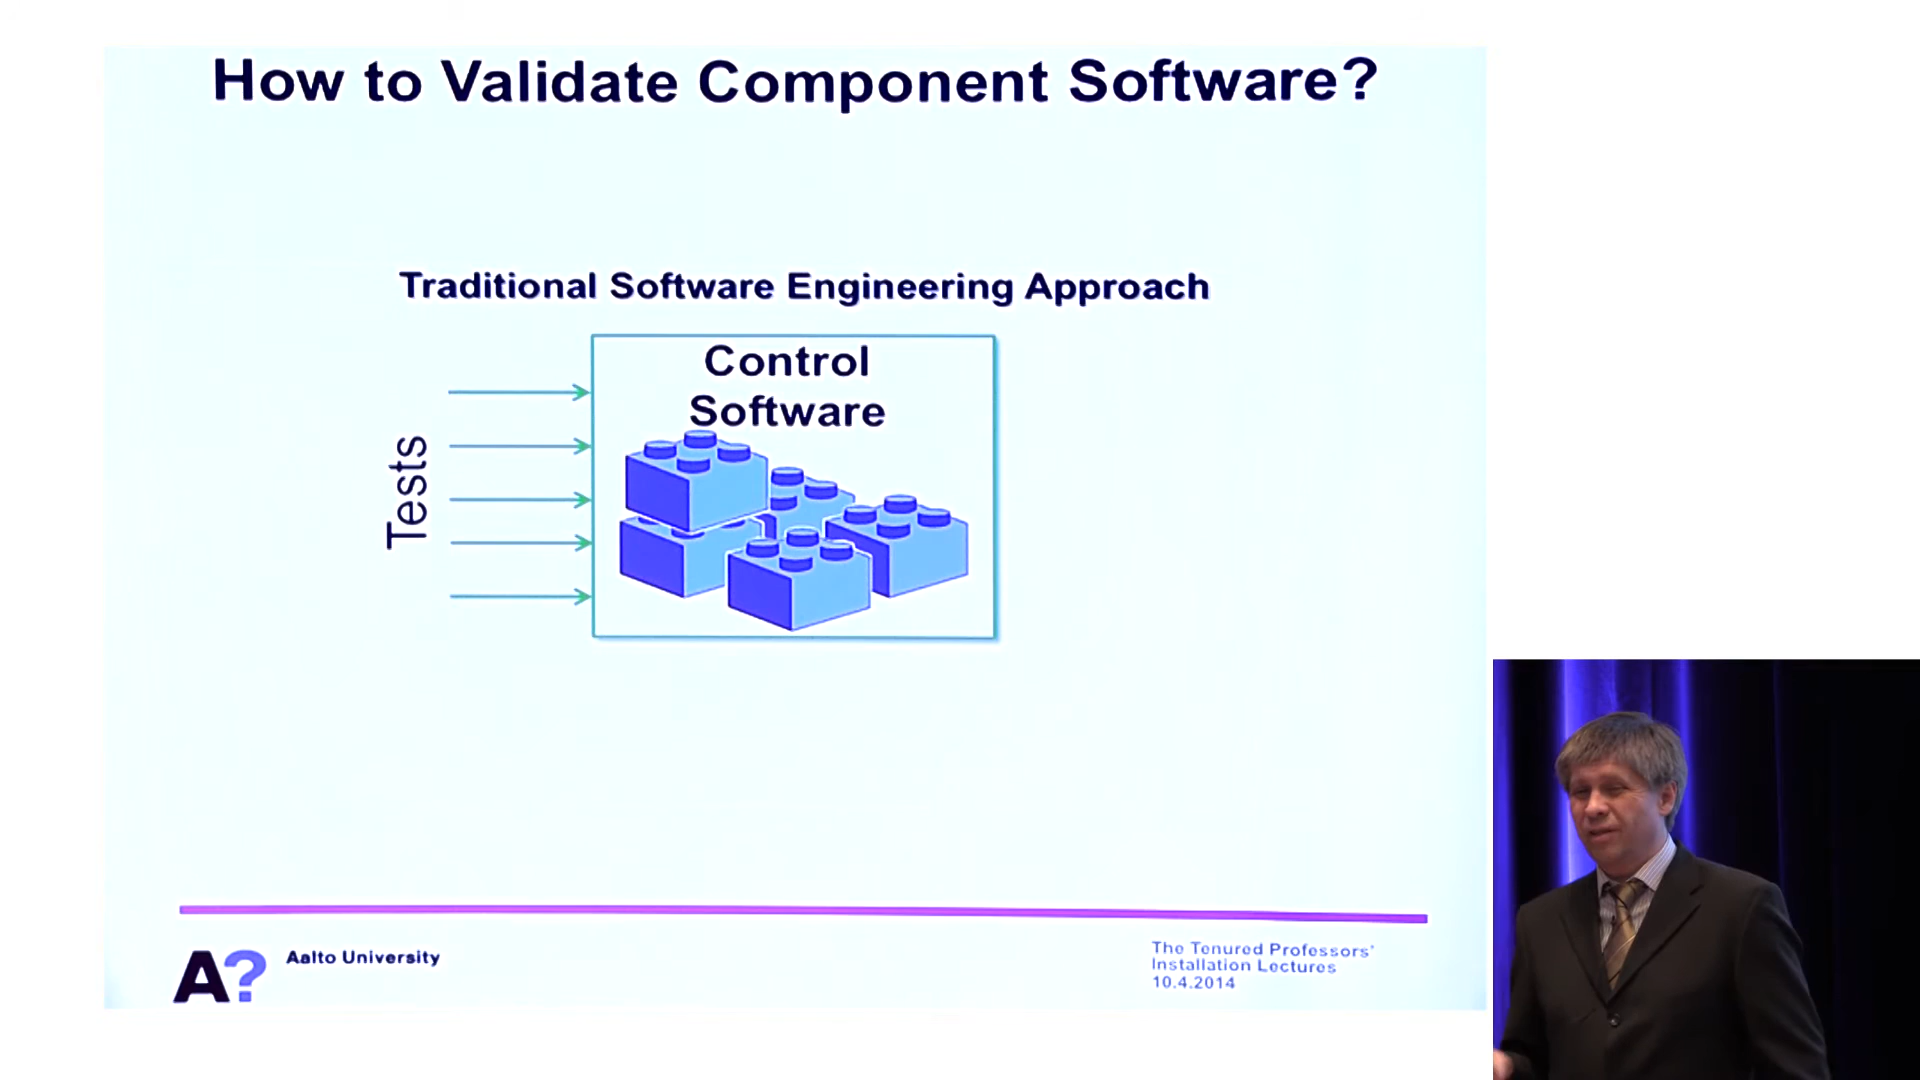 How to Validate Component Software?
Traditional Software Engineering Approach
Control
Software
Tests
A?
Aalto University
The Tenured Professors'
Installation Lectures
10.4.2014